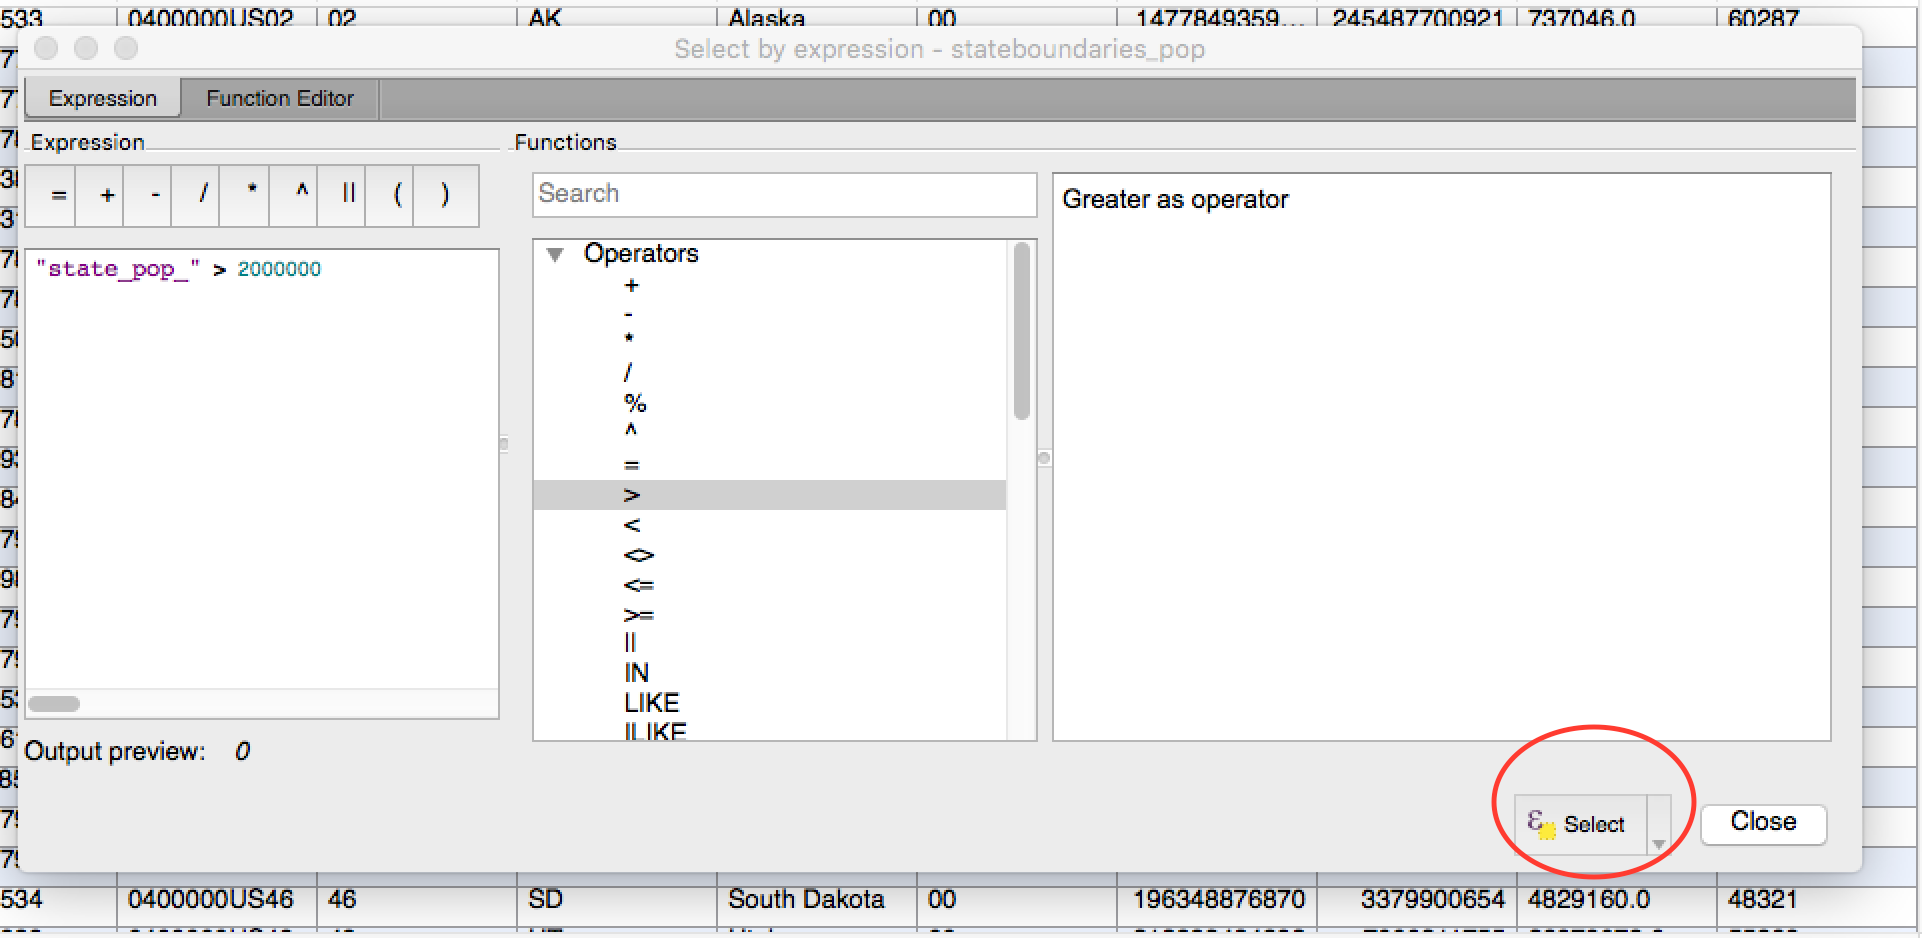 533 0400000US02 02 AK Alaska 00 1477849359... 245487700921 737046.0 60287
Select by expression - stateboundaries_pop
Expression Function Editor
Expression Functions
= + - / * ^ || ( )
Search
Greater as operator
"state_pop_" > 2000000
Operators
+
-
*
/
%
^
=
>
<
<>
<=
>=
||
IN
LIKE
ILIKE
Output preview: 0
Select Close
534 0400000US46 46 SD South Dakota 00 196348876870 3379900654 4829160.0 48321